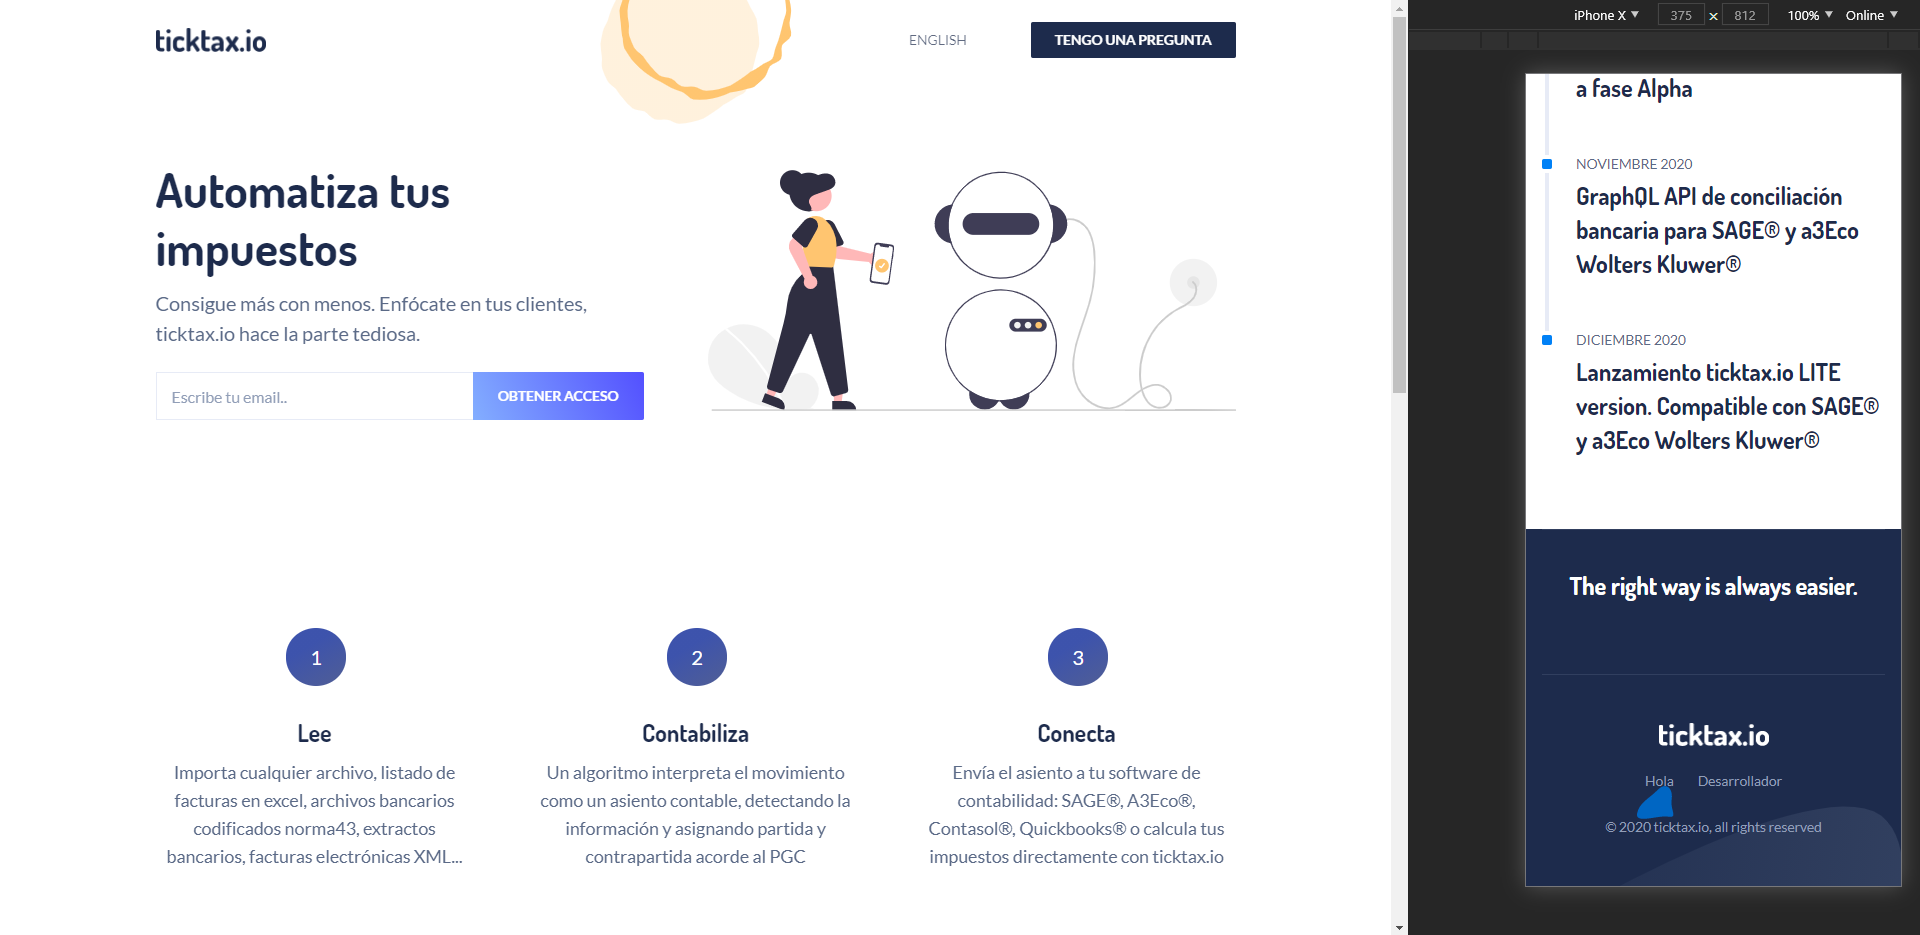 ticktax.io
ENGLISH
TENGO UNA PREGUNTA
Automatiza tus
impuestos
Consigue más con menos. Enfócate en tus clientes,
ticktax.io hace la parte tediosa.
Escribe tu email..
OBTENER ACCESO
1
Lee
Importa cualquier archivo, listado de
facturas en excel, archivos bancarios
codificados norma43, extractos
bancarios, facturas electrónicas XML...
2
Contabiliza
Un algoritmo interpreta el movimiento
como un asiento contable, detectando la
información y asignando partida y
contrapartida acorde al PGC
3
Conecta
Envía el asiento a tu software de
contabilidad: SAGE®, A3Eco®,
Contasol®, Quickbooks® o calcula tus
impuestos directamente con ticktax.io
iPhone X ▼ 375 x 812 100% ▼ Online ▼
a fase Alpha
NOVIEMBRE 2020
GraphQL API de conciliación
bancaria para SAGE® y a3Eco
Wolters Kluwer®
DICIEMBRE 2020
Lanzamiento ticktax.io LITE
version. Compatible con SAGE®
y a3Eco Wolters Kluwer®
The right way is always easier.
ticktax.io
Hola Desarrollador
© 2020 ticktax.io, all rights reserved